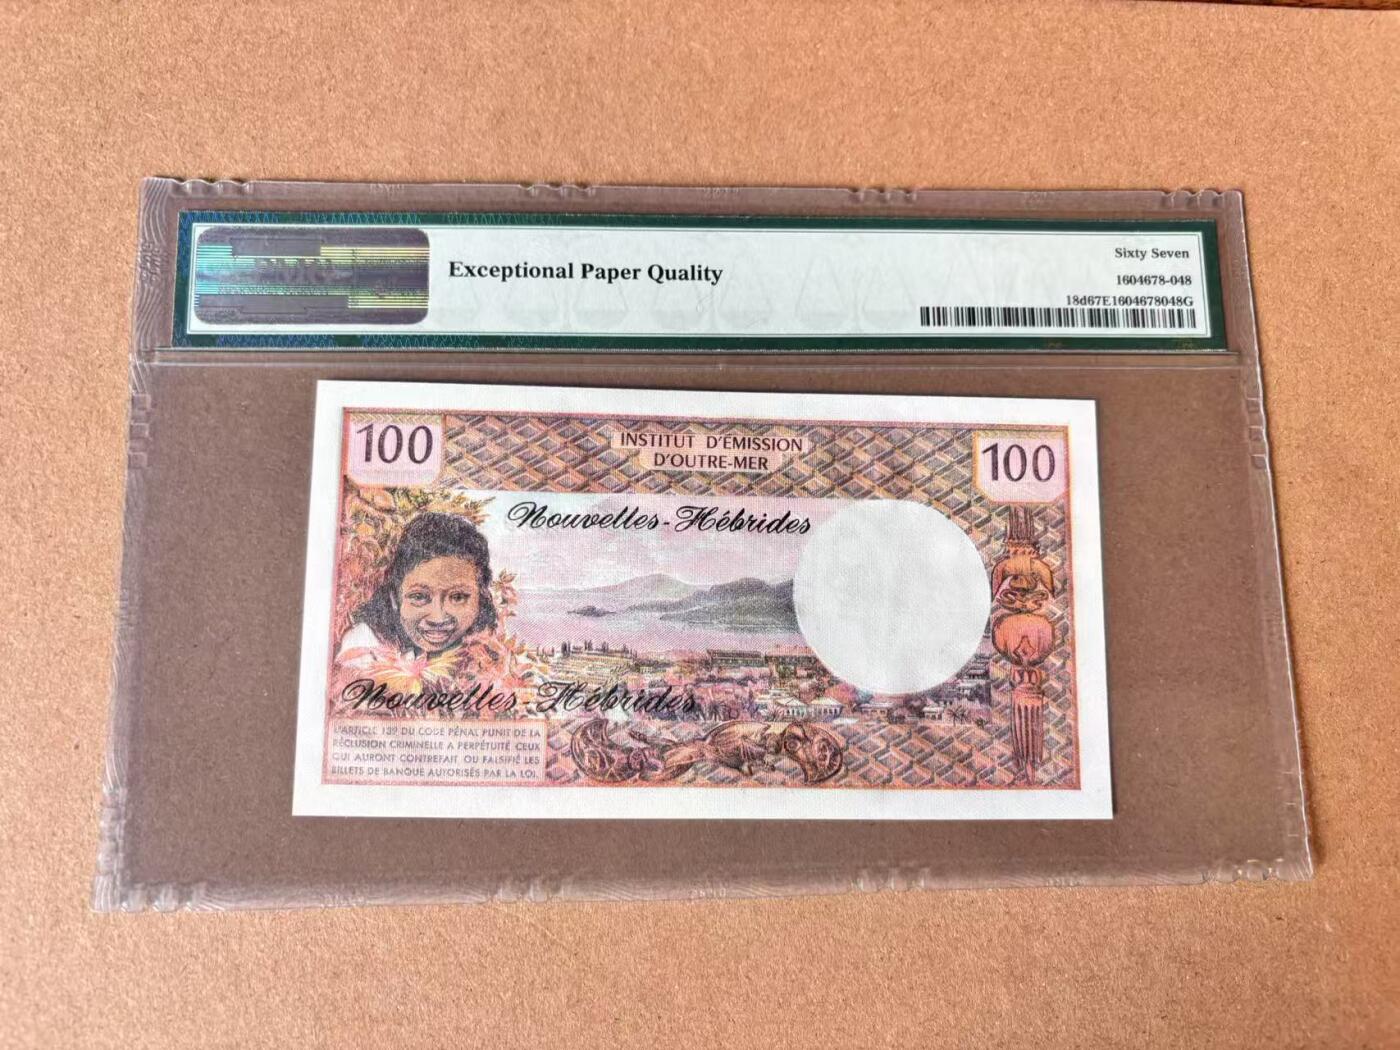 Exceptional Paper Quality
Sixty Seven
1604678-048
18d67E1604678048G
100
INSTITUT D'ÉMISSION
D'OUTRE-MER
100
Nouvelles-Hébrides
Nouvelles-Hébrides
L'ARTICLE 139 DU CODE PÉNAL PUNIT DE LA
RÉCLUSION CRIMINELLE A PERPÉTUITÉ CEUX
QUI AURONT CONTREFAIT OU FALSIFIÉ LES
BILLETS DE BANQUE AUTORISÉS PAR LA LOI.